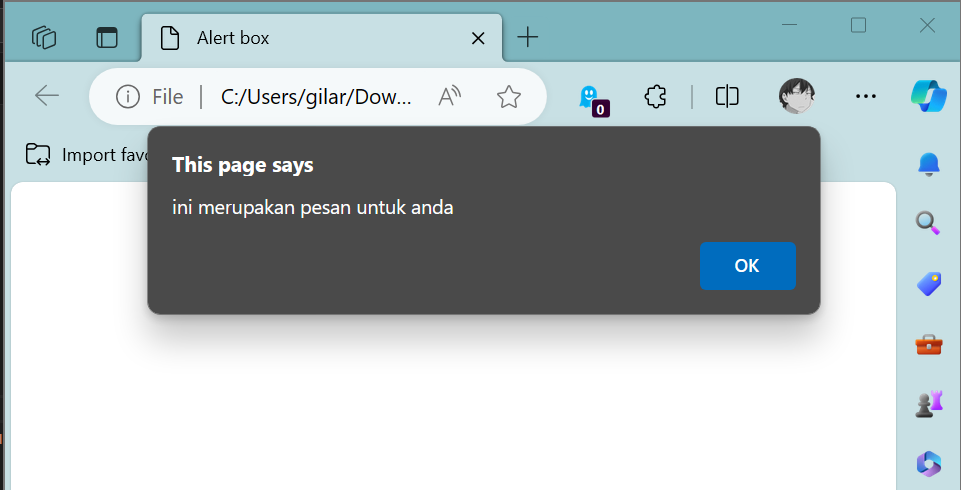 Alert box
File
C:/Users/gilar/Dow...
0
Import favo
This page says
ini merupakan pesan untuk anda
OK